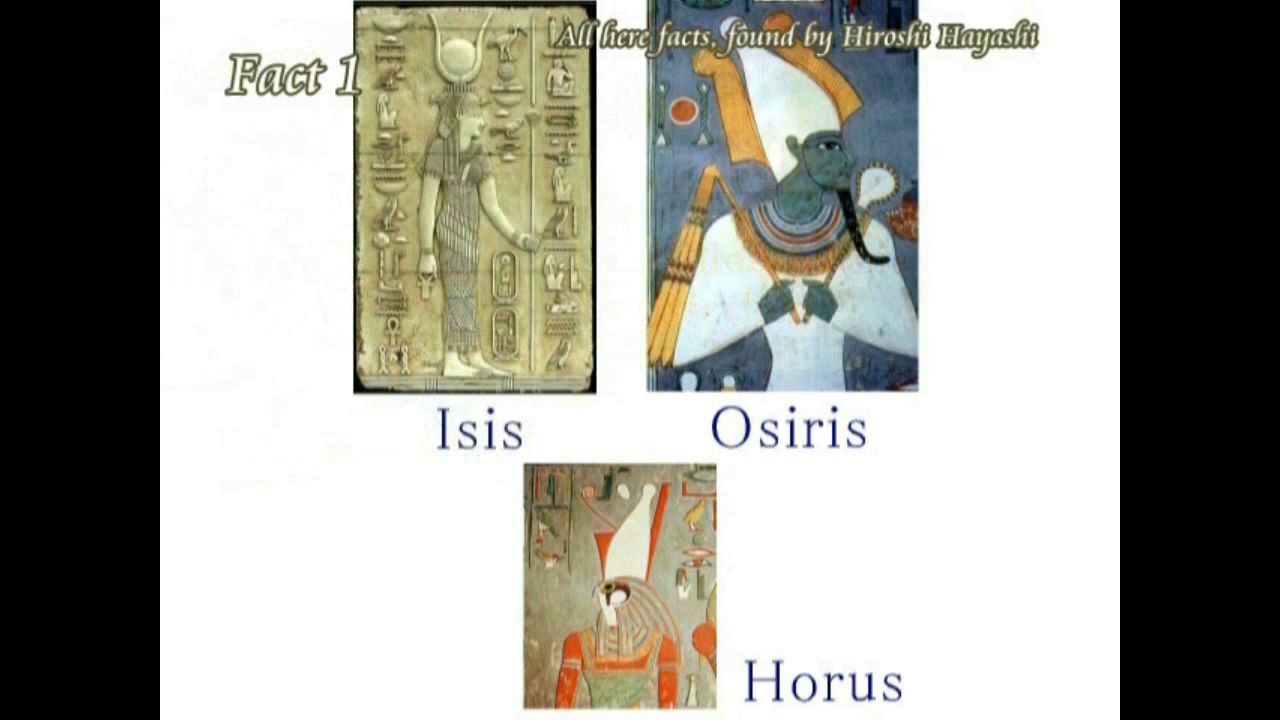 All here facts, found by Hiroshi Hayashi
Fact 1
Isis
Osiris
Horus